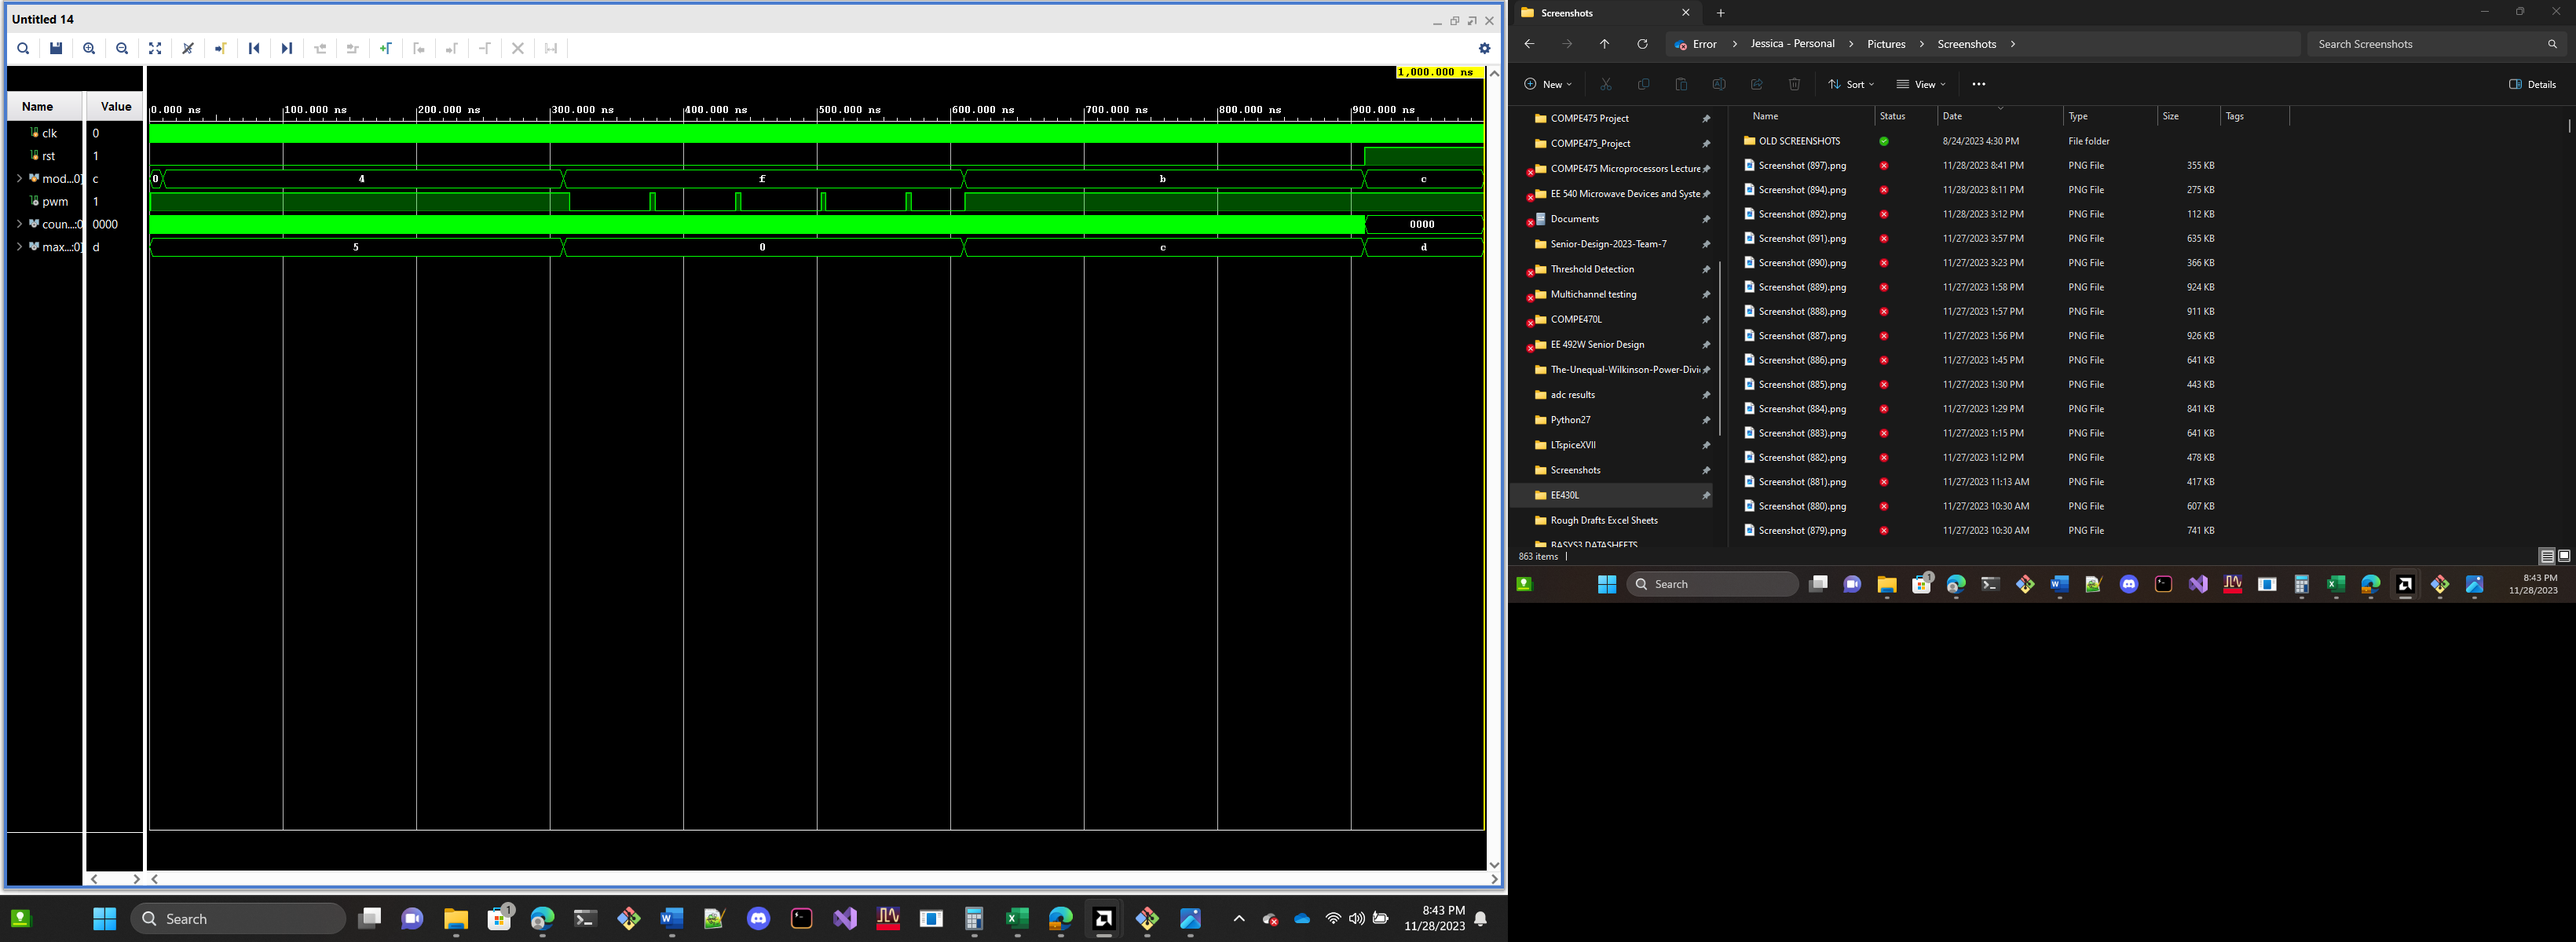 Untitled 14
1,000.000 ns
Name Value
0.000 ns 100.000 ns 200.000 ns 300.000 ns 400.000 ns 500.000 ns 600.000 ns 700.000 ns 800.000 ns 900.000 ns
clk 0
rst 1
mod...0] c 0 4 f b c
pwm 1
coun...:0 0000 0000
max...:0] d 5 0 c d
Search
1
8:43 PM
11/28/2023
Screenshots
Error > Jessica - Personal > Pictures > Screenshots >
Search Screenshots
New Sort View Details
COMPE475 Project
COMPE475_Project
COMPE475 Microprocessors Lecture
EE 540 Microwave Devices and Syste
Documents
Senior-Design-2023-Team-7
Threshold Detection
Multichannel testing
COMPE470L
EE 492W Senior Design
The-Unequal-Wilkinson-Power-Divi
adc results
Python27
LTspiceXVII
Screenshots
EE430L
Rough Drafts Excel Sheets
BASYS3 DATASHEETS
Name Status Date Type Size Tags
OLD SCREENSHOTS 8/24/2023 4:30 PM File folder
Screenshot (897).png 11/28/2023 8:41 PM PNG File 355 KB
Screenshot (894).png 11/28/2023 8:11 PM PNG File 275 KB
Screenshot (892).png 11/28/2023 3:12 PM PNG File 112 KB
Screenshot (891).png 11/27/2023 3:57 PM PNG File 635 KB
Screenshot (890).png 11/27/2023 3:23 PM PNG File 366 KB
Screenshot (889).png 11/27/2023 1:58 PM PNG File 924 KB
Screenshot (888).png 11/27/2023 1:57 PM PNG File 911 KB
Screenshot (887).png 11/27/2023 1:56 PM PNG File 926 KB
Screenshot (886).png 11/27/2023 1:45 PM PNG File 641 KB
Screenshot (885).png 11/27/2023 1:30 PM PNG File 443 KB
Screenshot (884).png 11/27/2023 1:29 PM PNG File 841 KB
Screenshot (883).png 11/27/2023 1:15 PM PNG File 641 KB
Screenshot (882).png 11/27/2023 1:12 PM PNG File 478 KB
Screenshot (881).png 11/27/2023 11:13 AM PNG File 417 KB
Screenshot (880).png 11/27/2023 10:30 AM PNG File 607 KB
Screenshot (879).png 11/27/2023 10:30 AM PNG File 741 KB
863 items
Search
1
8:43 PM
11/28/2023